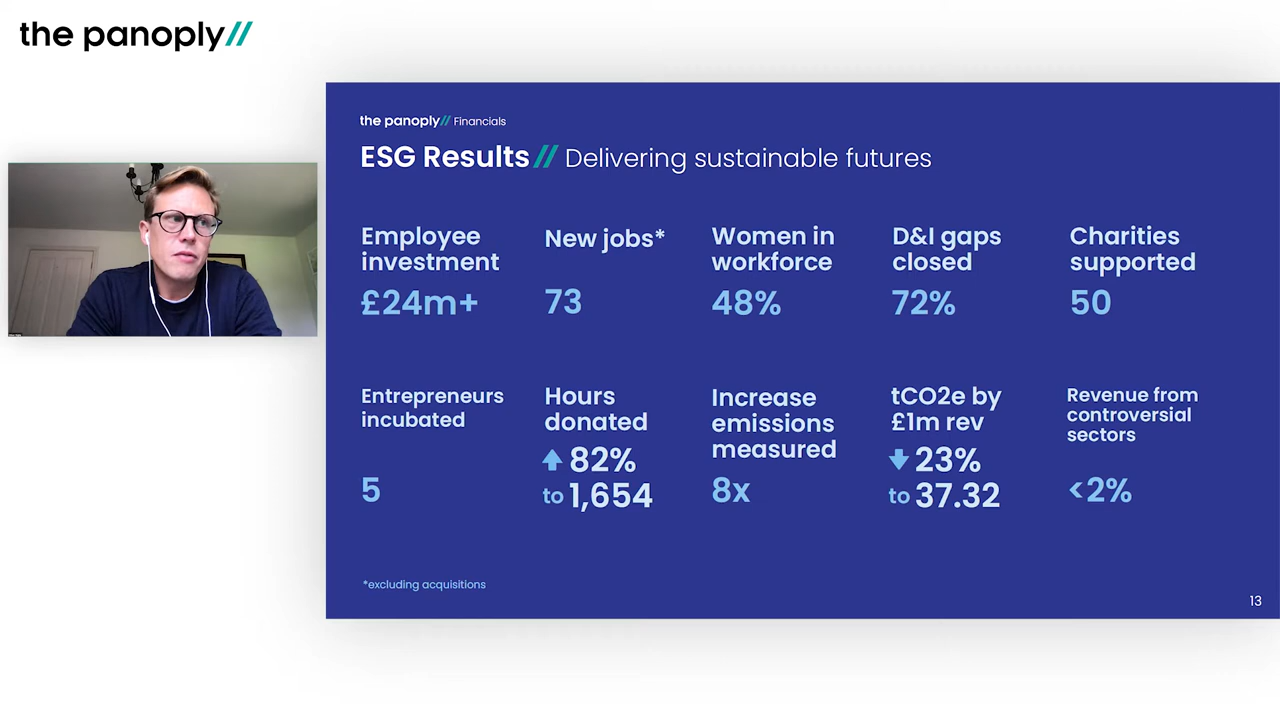 the panoply//
the panoply// Financials
ESG Results// Delivering sustainable futures
Employee
investment
£24m+
New jobs*
73
Women in
workforce
48%
D&I gaps
closed
72%
Charities
supported
50
Entrepreneurs
incubated
5
Hours
donated
82%
to 1,654
Increase
emissions
measured
8x
tCO2e by
£1m rev
23%
to 37.32
Revenue from
controversial
sectors
<2%
*excluding acquisitions
13